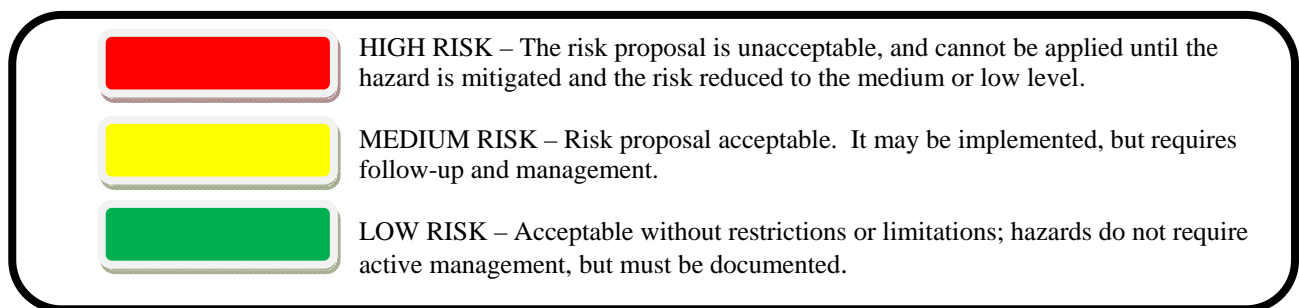 HIGH RISK – The risk proposal is unacceptable, and cannot be applied until the
hazard is mitigated and the risk reduced to the medium or low level.
MEDIUM RISK – Risk proposal acceptable.  It may be implemented, but requires
follow-up and management.
LOW RISK – Acceptable without restrictions or limitations; hazards do not require
active management, but must be documented.